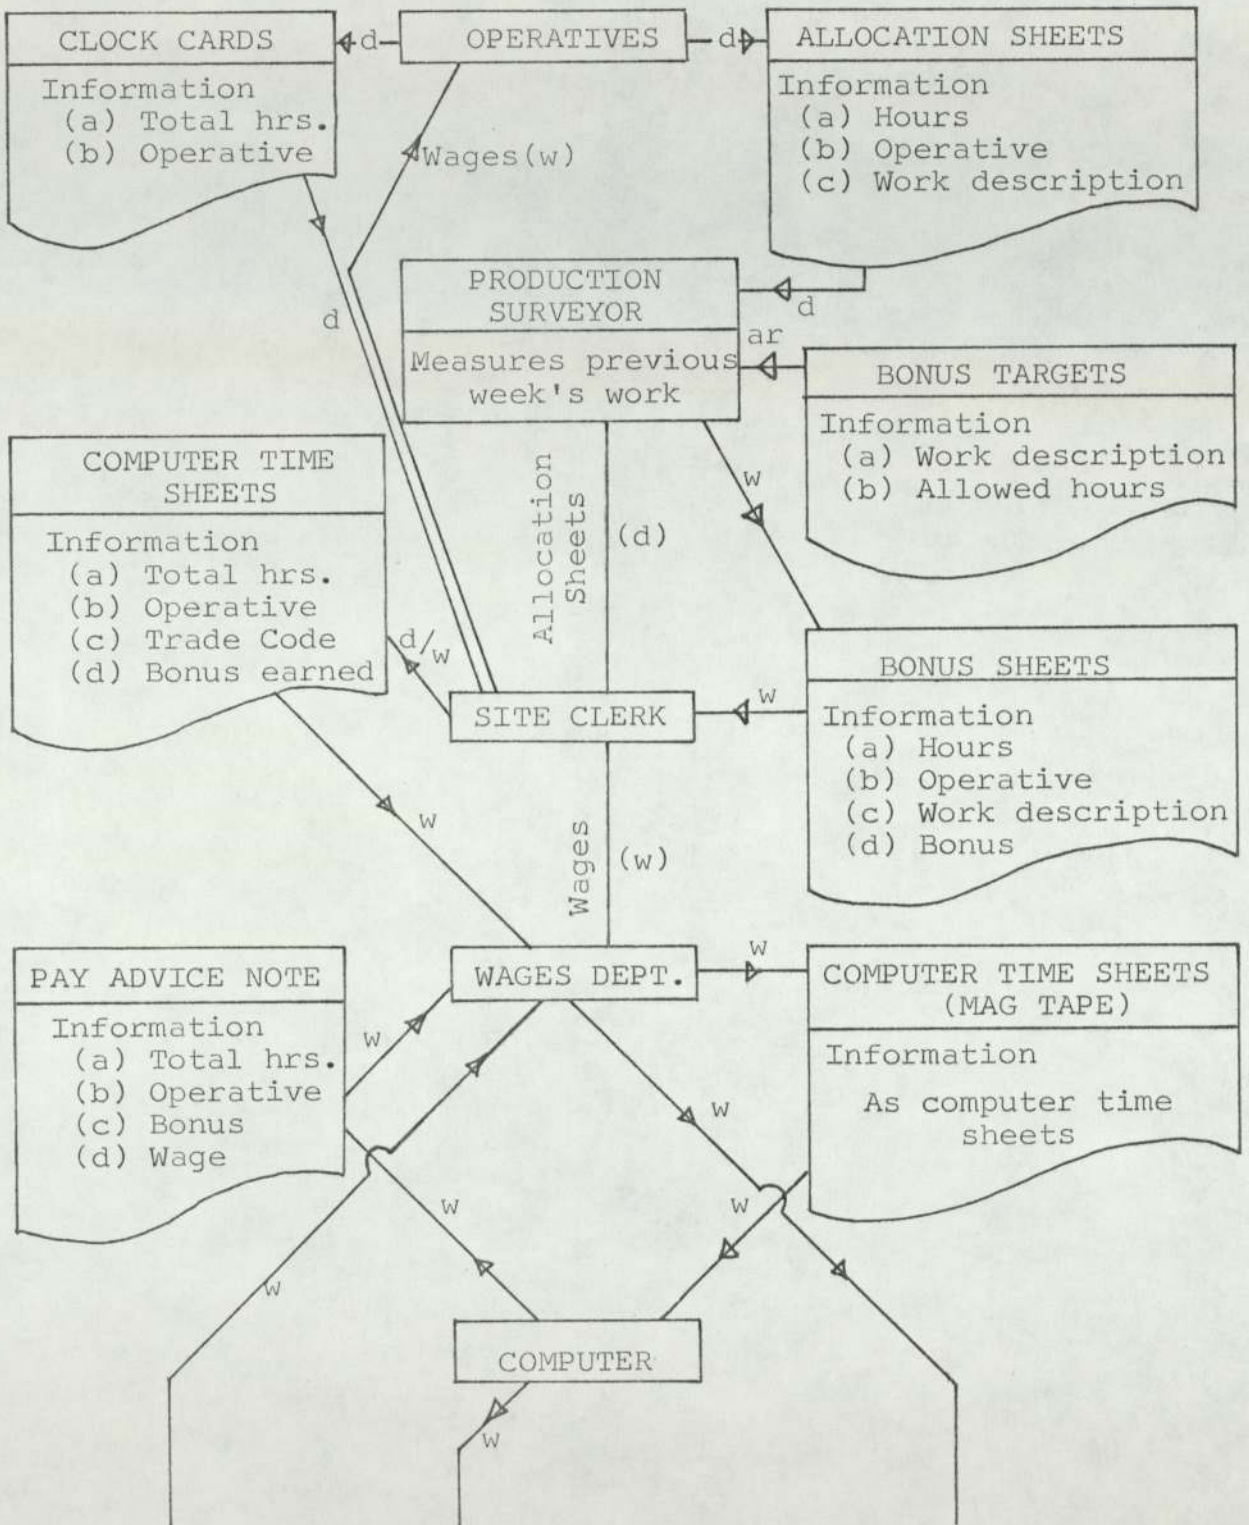 CLOCK CARDS
Information
(a) Total hrs.
(b) Operative
d
OPERATIVES
d
ALLOCATION SHEETS
Information
(a) Hours
(b) Operative
(c) Work description
Wages(w)
d
PRODUCTION
SURVEYOR
Measures previous
week's work
d
ar
BONUS TARGETS
Information
(a) Work description
(b) Allowed hours
COMPUTER TIME
SHEETS
Information
(a) Total hrs.
(b) Operative
(c) Trade Code
(d) Bonus earned
Allocation
Sheets
(d)
w
d/w
SITE CLERK
w
BONUS SHEETS
Information
(a) Hours
(b) Operative
(c) Work description
(d) Bonus
w
Wages
(w)
PAY ADVICE NOTE
Information
(a) Total hrs.
(b) Operative
(c) Bonus
(d) Wage
w
WAGES DEPT.
w
COMPUTER TIME SHEETS
(MAG TAPE)
Information
As computer time
sheets
w
w
w
w
COMPUTER
w